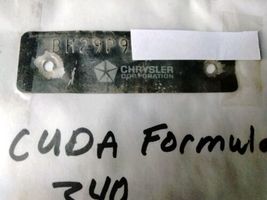 BH29P9
CHRYSLER
CORPORATION
CUDA Formula
340